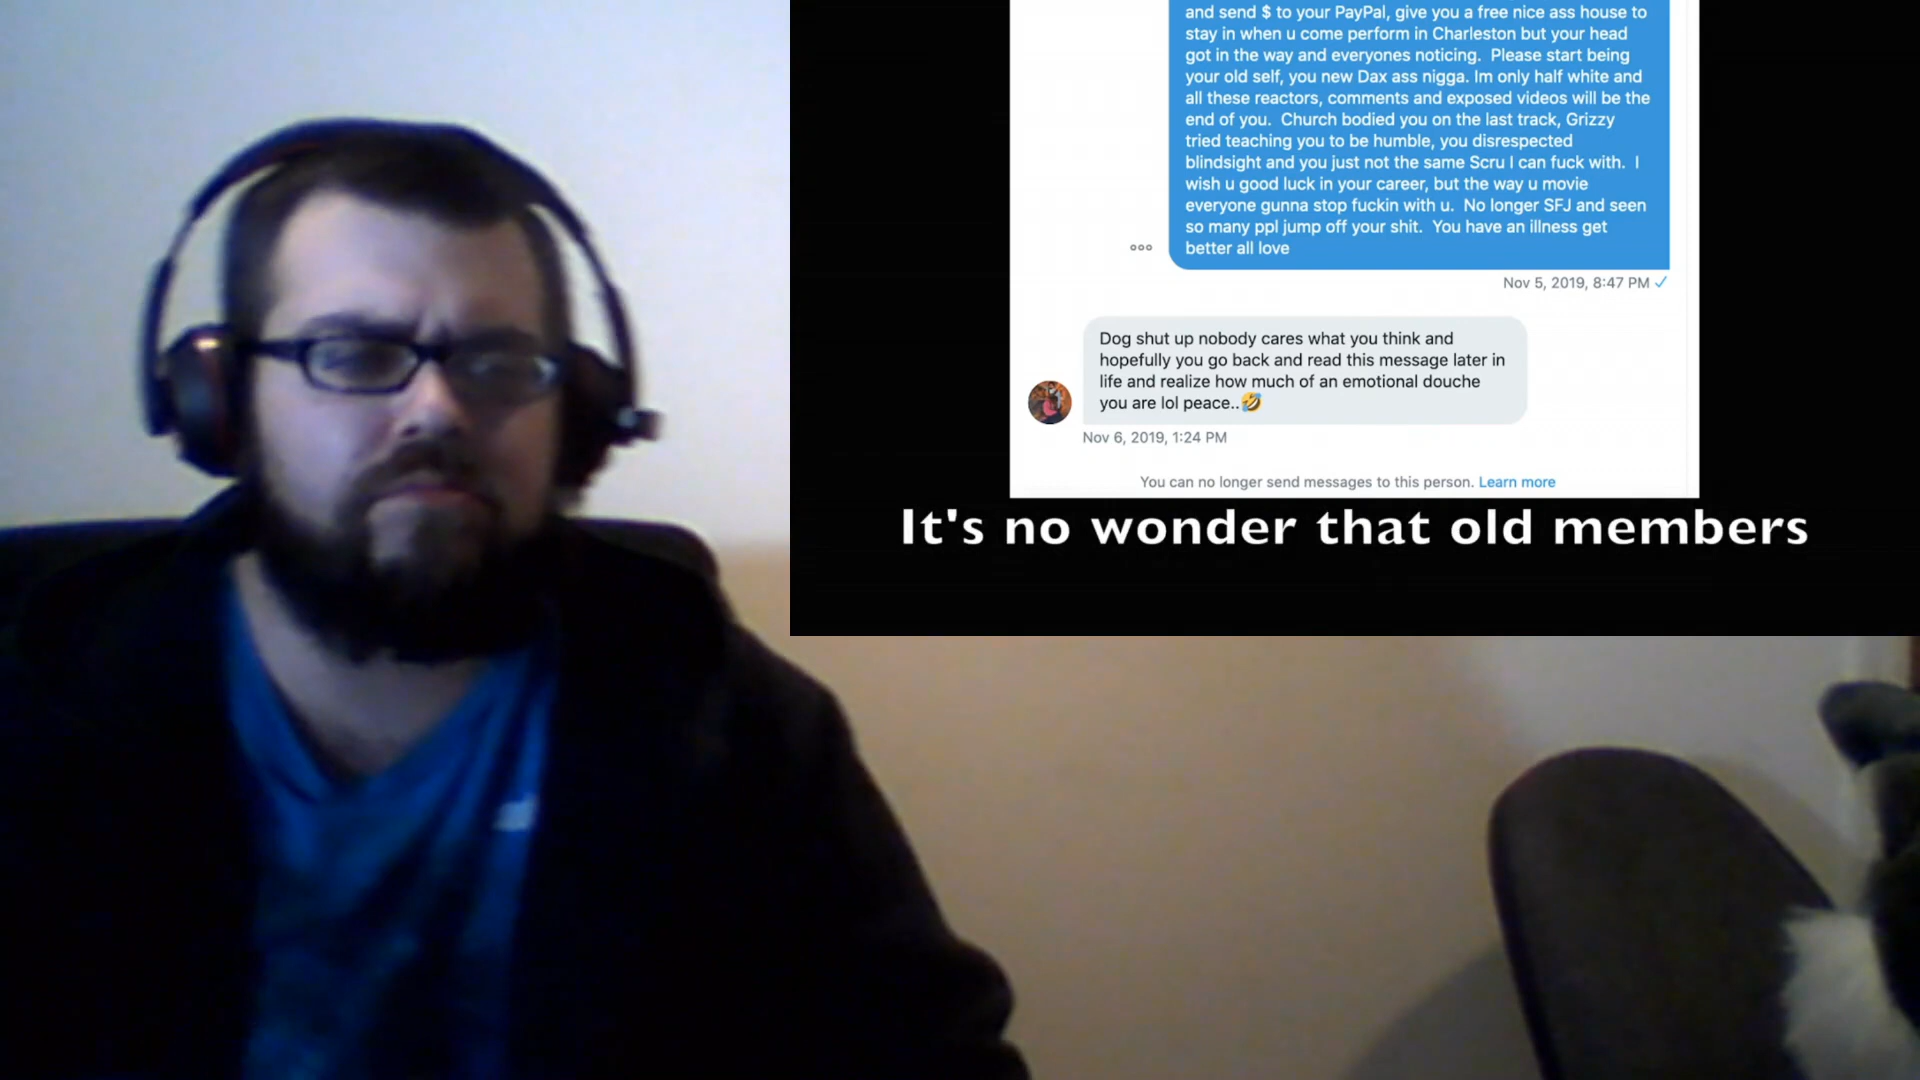 and send $ to your PayPal, give you a free nice ass house to
stay in when u come perform in Charleston but your head
got in the way and everyones noticing. Please start being
your old self, you new Dax ass nigga. Im only half white and
all these reactors, comments and exposed videos will be the
end of you. Church bodied you on the last track, Grizzy
tried teaching you to be humble, you disrespected
blindsight and you just not the same Scru I can fuck with. I
wish u good luck in your career, but the way u movie
everyone gunna stop fuckin with u. No longer SFJ and seen
so many ppl jump off your shit. You have an illness get
better all love
Nov 5, 2019, 8:47 PM
Dog shut up nobody cares what you think and
hopefully you go back and read this message later in
life and realize how much of an emotional douche
you are lol peace..🤣
Nov 6, 2019, 1:24 PM
You can no longer send messages to this person. Learn more
It's no wonder that old members